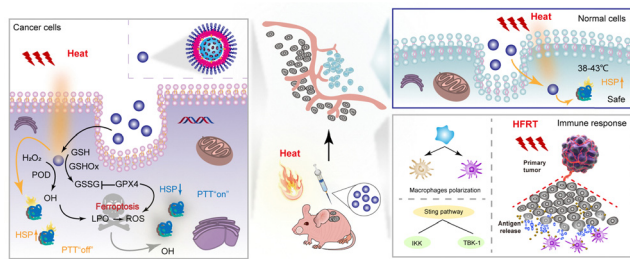 Cancer cells
Heat
H₂O₂
POD
OH
GSH
GSHOx
GSSG
GPX4
Ferroptosis
LPO
ROS
HSP
PTT"off"
HSP
PTT"on"
OH
Heat
Normal cells
Heat
38-43℃
HSP
Safe
Macrophages polarization
Sting pathway
IKK
TBK-1
HFRT
Immune response
Primary
tumor
Antigen
release